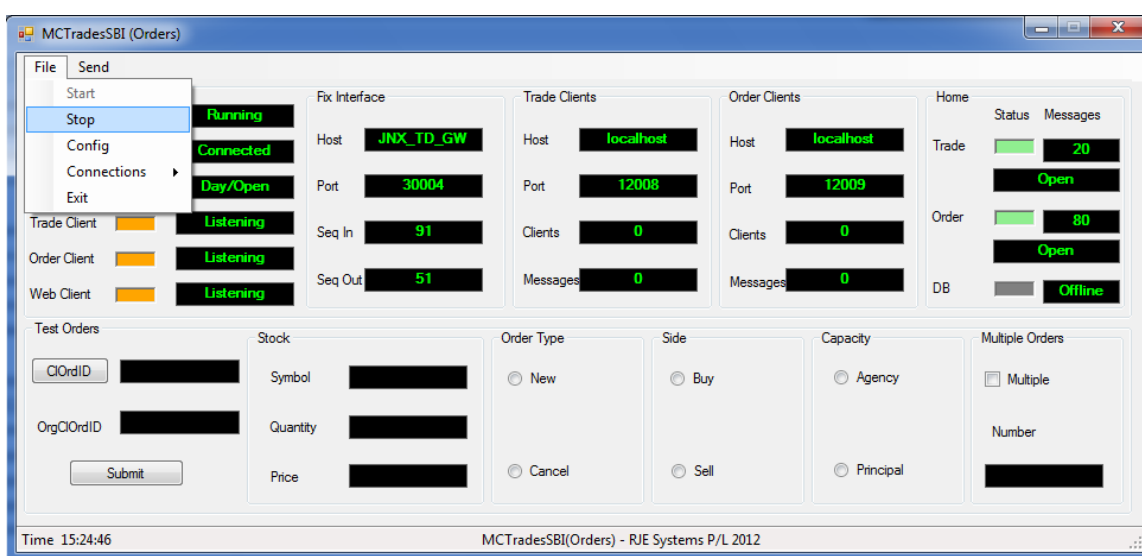 MCTradesSBI (Orders)
X
File Send
Start
Stop
Config
Connections
Exit
Running
Connected
Day/Open
Trade Client Listening
Order Client Listening
Web Client Listening
Fix Interface
Host JNX_TD_GW
Port 30004
Seq In 91
Seq Out 51
Trade Clients
Host localhost
Port 12008
Clients 0
Messages 0
Order Clients
Host localhost
Port 12009
Clients 0
Messages 0
Home
Status Messages
Trade 20
Open
Order 80
Open
DB Offline
Test Orders
ClOrdID
OrgClOrdID
Submit
Stock
Symbol
Quantity
Price
Order Type
New
Cancel
Side
Buy
Sell
Capacity
Agency
Principal
Multiple Orders
Multiple
Number
Time 15:24:46 MCTradesSBI(Orders) - RJE Systems P/L 2012